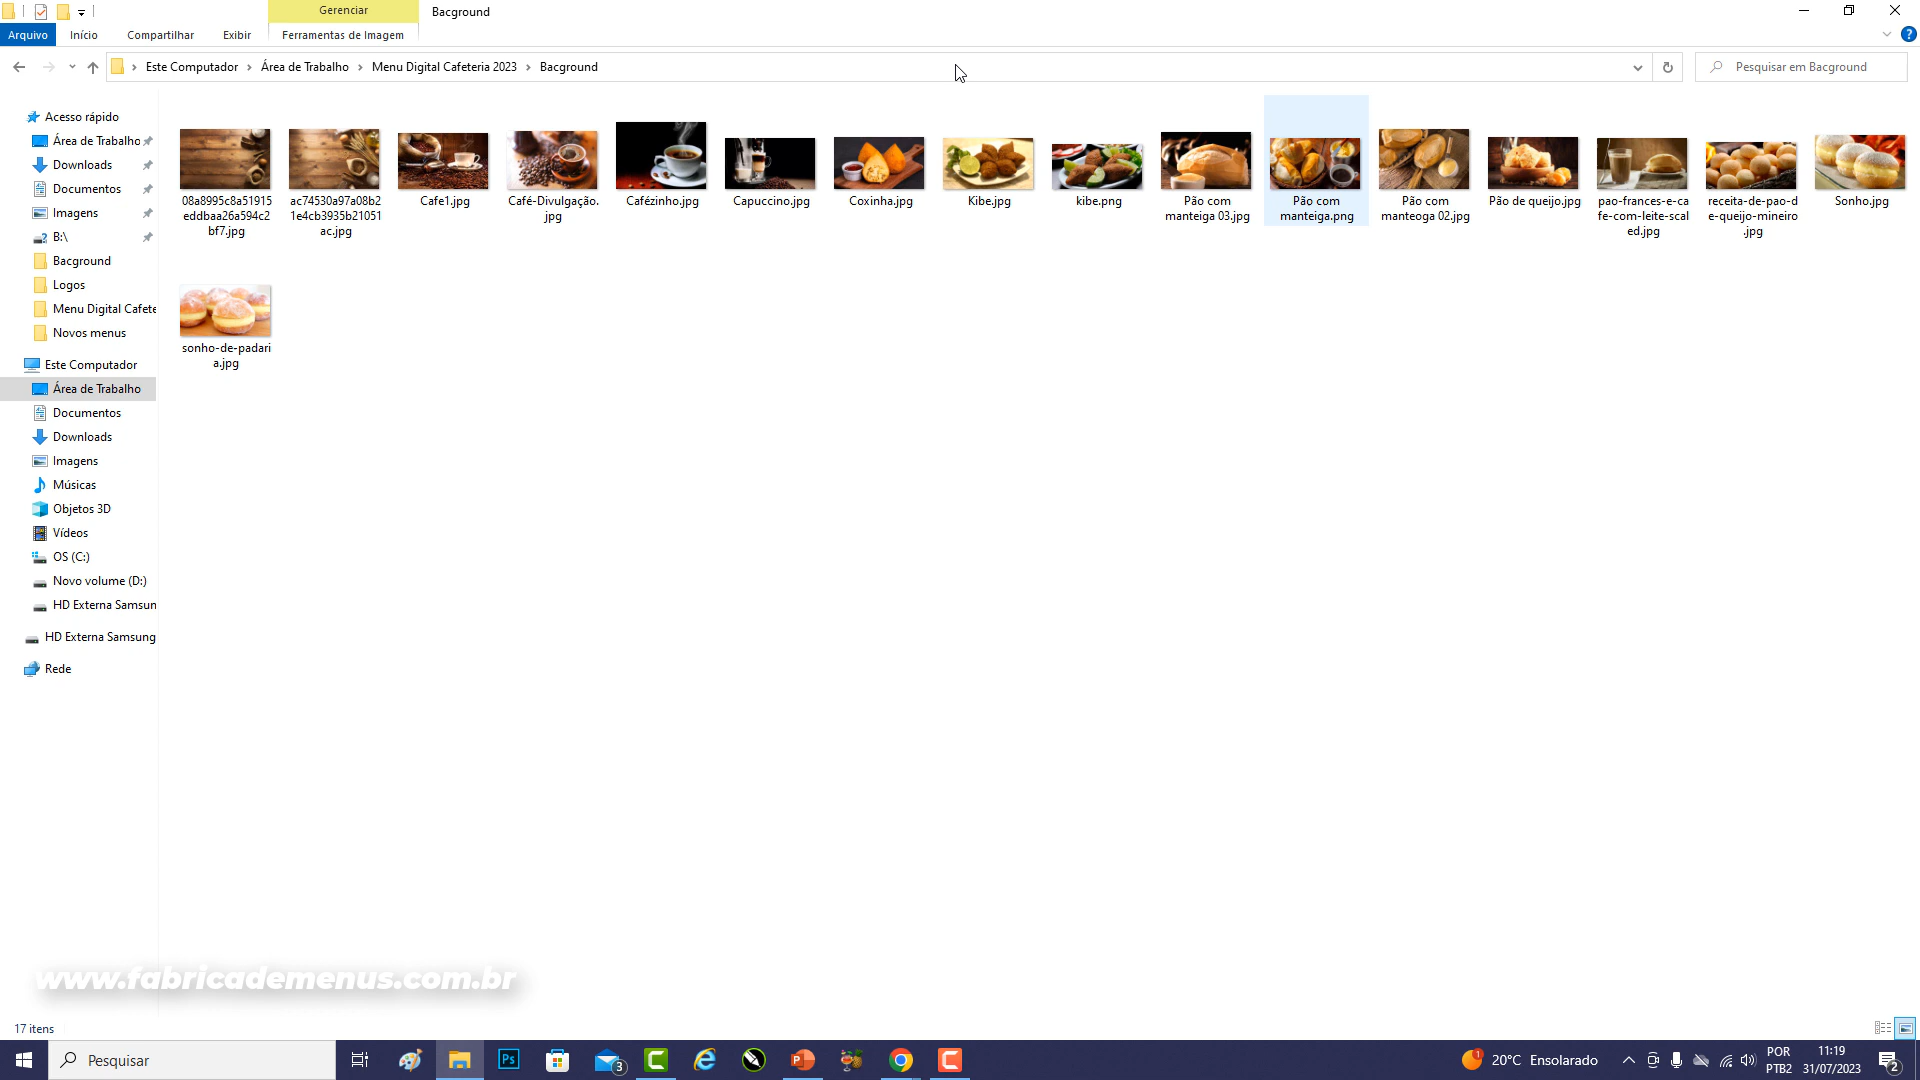 Gerenciar
Bacground
Arquivo
Início
Compartilhar
Exibir
Ferramentas de Imagem
Este Computador
Área de Trabalho
Menu Digital Cafeteria 2023
Bacground
Pesquisar em Bacground
Acesso rápido
Área de Trabalho
Downloads
Documentos
Imagens
B:\
Bacground
Logos
Menu Digital Cafete
Novos menus
Este Computador
Área de Trabalho
Documentos
Downloads
Imagens
Músicas
Objetos 3D
Vídeos
OS (C:)
Novo volume (D:)
HD Externa Samsun
HD Externa Samsung
Rede
08a8995c8a51915
eddbaa26a594c2
bf7.jpg
ac74530a97a08b2
1e4cb3935b21051
ac.jpg
Cafe1.jpg
Café-Divulgação.
jpg
Cafézinho.jpg
Capuccino.jpg
Coxinha.jpg
Kibe.jpg
kibe.png
Pão com
manteiga 03.jpg
Pão com
manteiga.png
Pão com
manteoga 02.jpg
Pão de queijo.jpg
pao-frances-e-ca
fe-com-leite-scal
ed.jpg
receita-de-pao-d
e-queijo-mineiro
.jpg
Sonho.jpg
sonho-de-padari
a.jpg
www.fabricademenus.com.br
17 itens
Pesquisar
3
1
20°C Ensolarado
POR
PTB2
11:19
31/07/2023
2